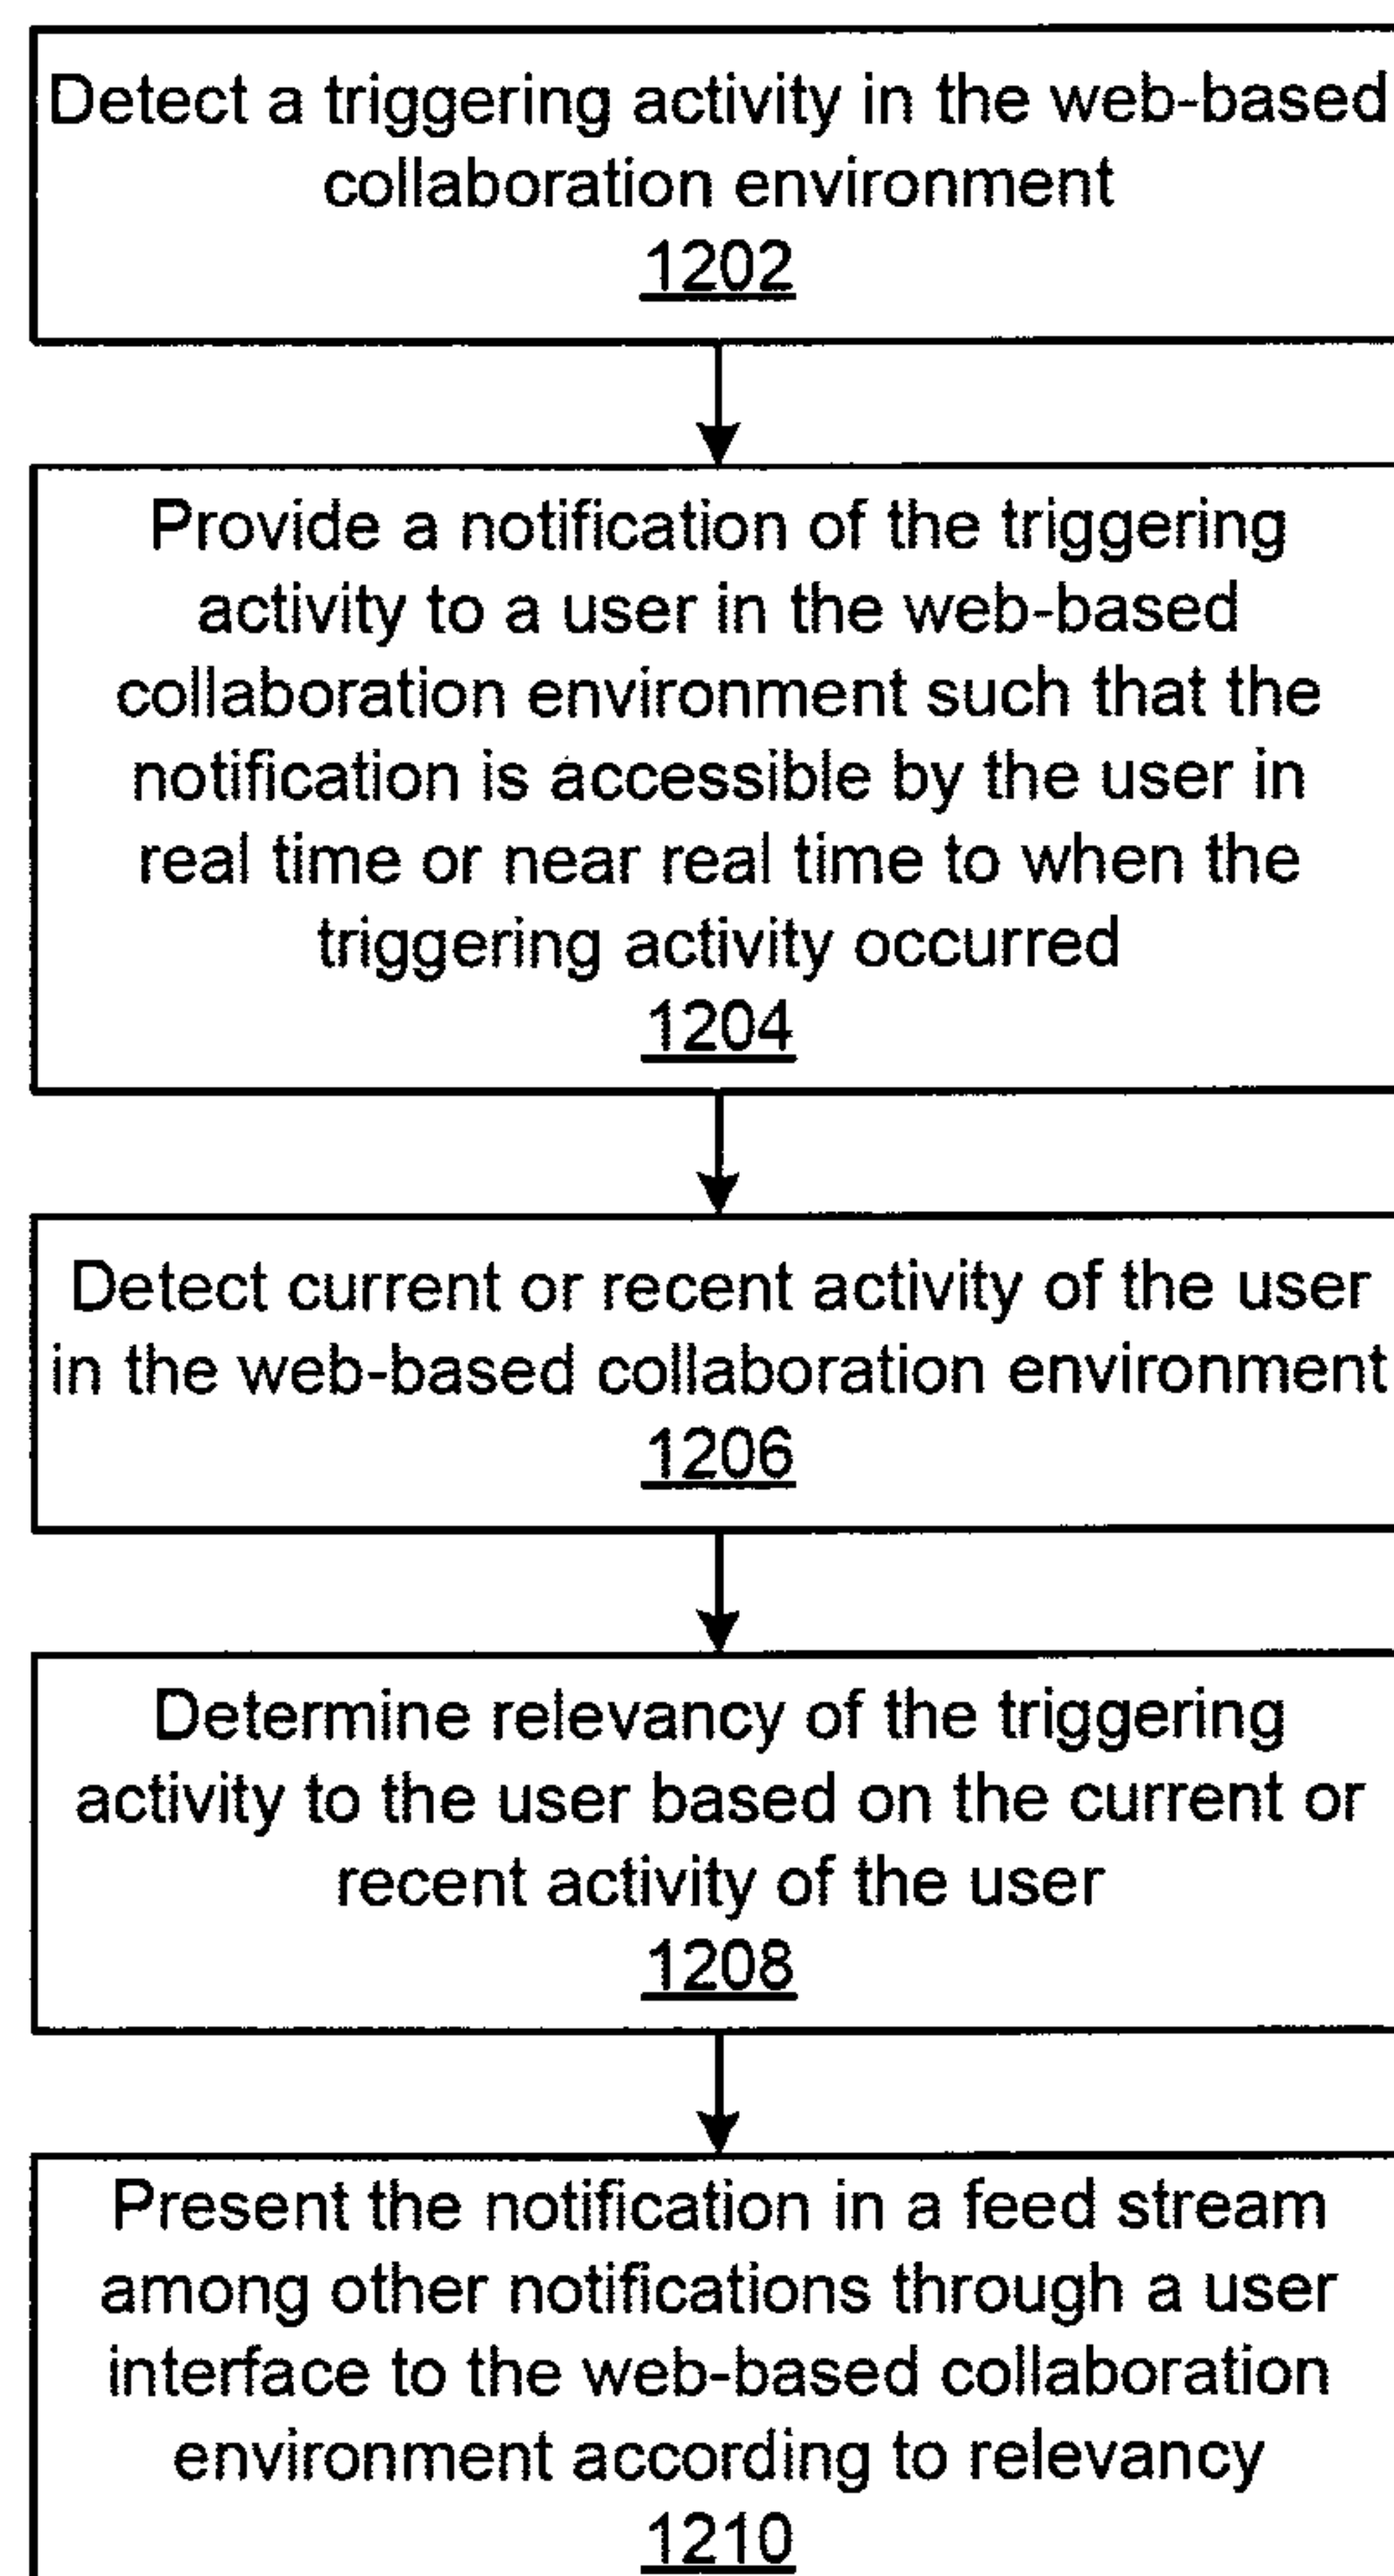 Detect a triggering activity in the web-based
collaboration environment
1202
Provide a notification of the triggering
activity to a user in the web-based
collaboration environment such that the
notification is accessible by the user in
real time or near real time to when the
triggering activity occurred
1204
Detect current or recent activity of the user
in the web-based collaboration environment
1206
Determine relevancy of the triggering
activity to the user based on the current or
recent activity of the user
1208
Present the notification in a feed stream
among other notifications through a user
interface to the web-based collaboration
environment according to relevancy
1210